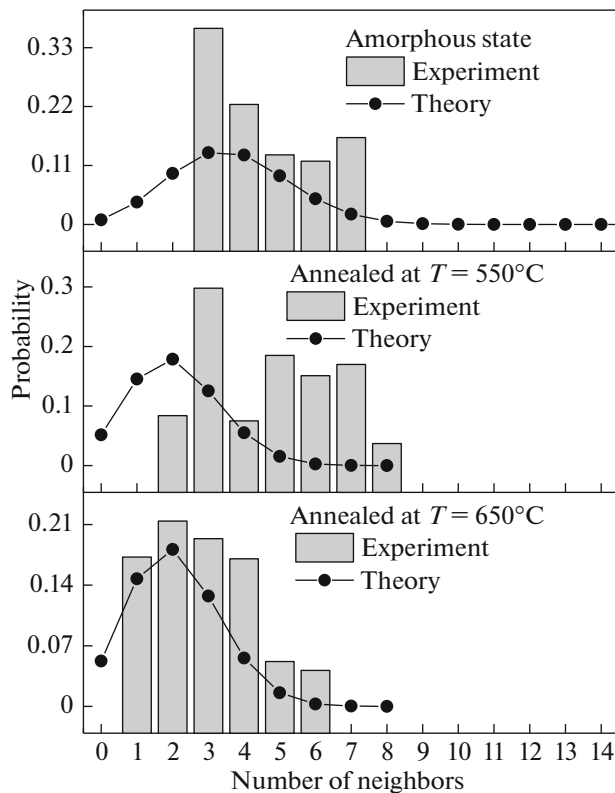 Amorphous state
Experiment
Theory
0.33
0.22
0.11
0
Annealed at T = 550°C
Experiment
Theory
0.3
0.2
0.1
0
Probability
Annealed at T = 650°C
Experiment
Theory
0.21
0.14
0.07
0
0 1 2 3 4 5 6 7 8 9 10 11 12 13 14
Number of neighbors